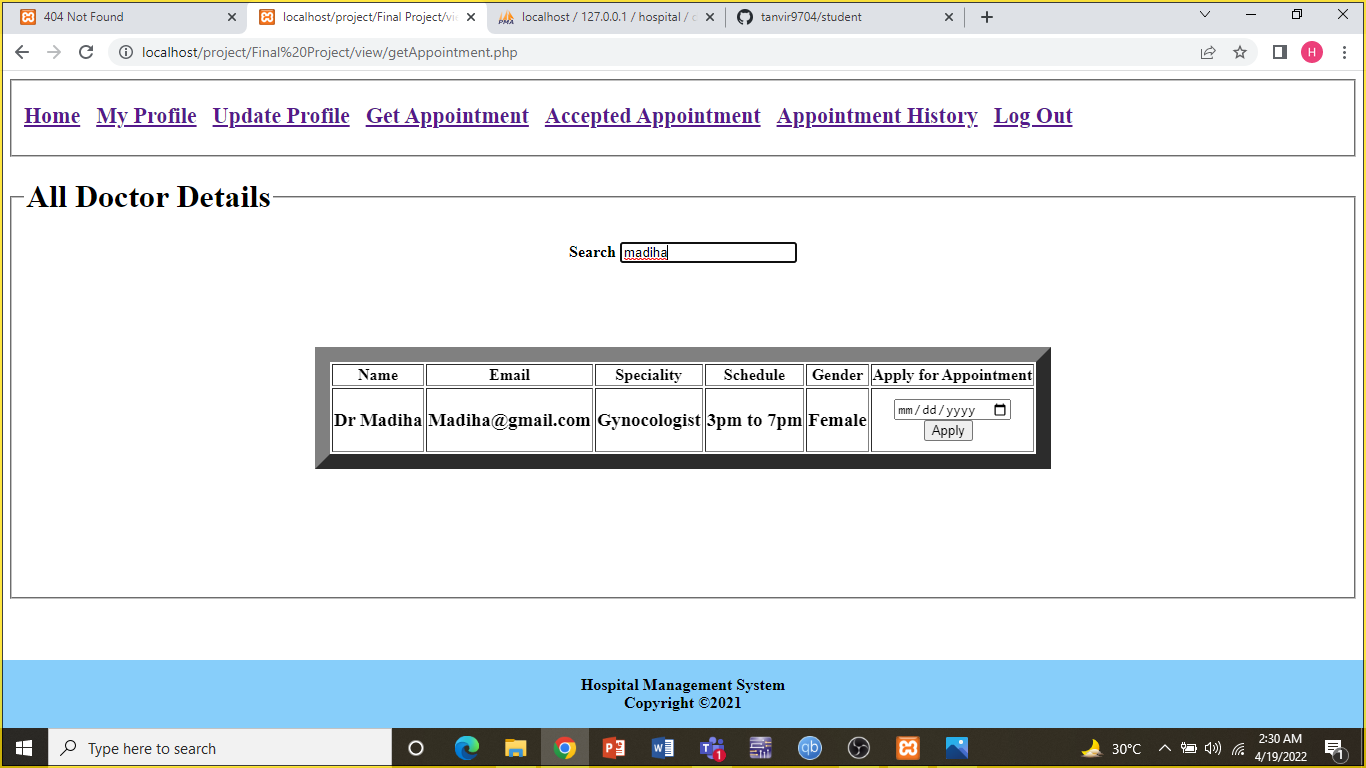 404 Not Found
localhost/project/Final Project/vi
localhost / 127.0.0.1 / hospital /
tanvir9704/student
localhost/project/Final%20Project/view/getAppointment.php
H
Home My Profile Update Profile Get Appointment Accepted Appointment Appointment History Log Out
All Doctor Details
Search madiha
Name Email Speciality Schedule Gender Apply for Appointment
Dr Madiha Madiha@gmail.com Gynocologist 3pm to 7pm Female mm/dd/yyyy
Apply
Hospital Management System
Copyright ©2021
Type here to search
30°C
2:30 AM
4/19/2022